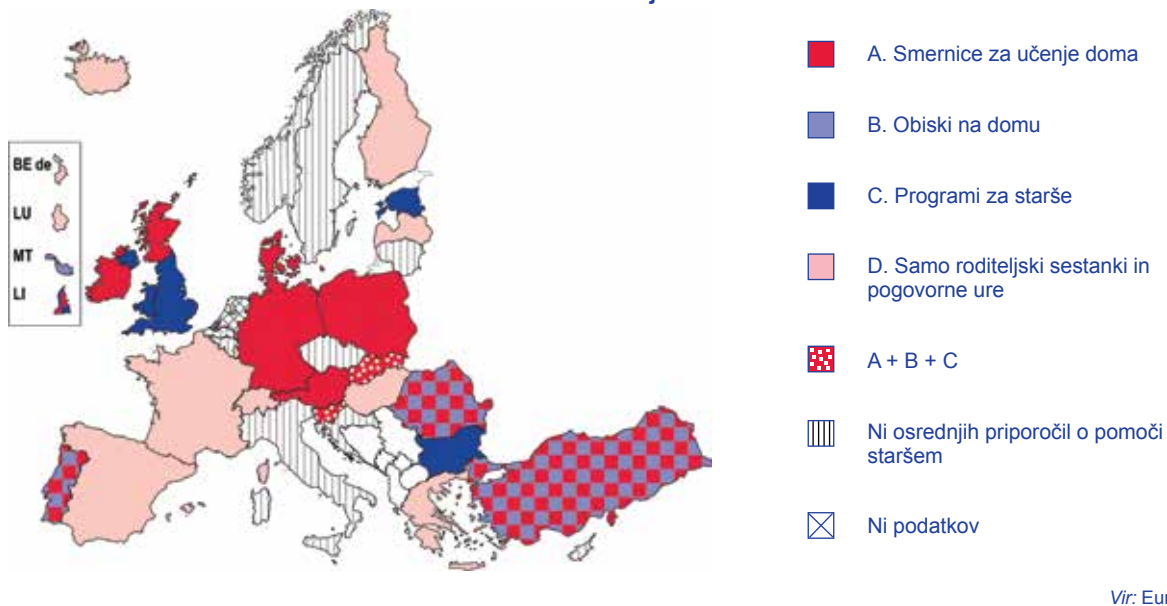 BE de
LU
MT
LI
A. Smernice za učenje doma
B. Obiski na domu
C. Programi za starše
D. Samo roditeljski sestanki in
pogovorne ure
A + B + C
Ni osrednjih priporočil o pomoči
staršem
Ni podatkov
Vir: Eur